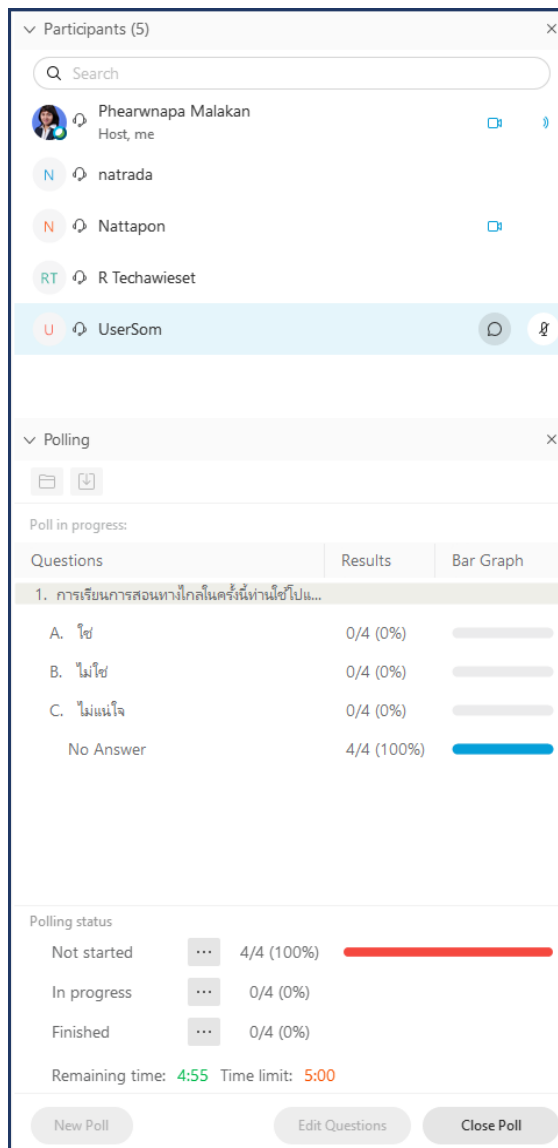 Participants (5)
Search
Phearwnapa Malakan
Host, me
N natrada
N Nattapon
RT R Techawieset
U UserSom
Polling
Poll in progress:
Questions Results Bar Graph
1. การเรียนการสอนทางไกลในครั้งนี้ท่านใช้โปแ...
A. ใช่ 0/4 (0%)
B. ไม่ใช่ 0/4 (0%)
C. ไม่แน่ใจ 0/4 (0%)
No Answer 4/4 (100%)
Polling status
Not started ... 4/4 (100%)
In progress ... 0/4 (0%)
Finished ... 0/4 (0%)
Remaining time: 4:55 Time limit: 5:00
New Poll Edit Questions Close Poll